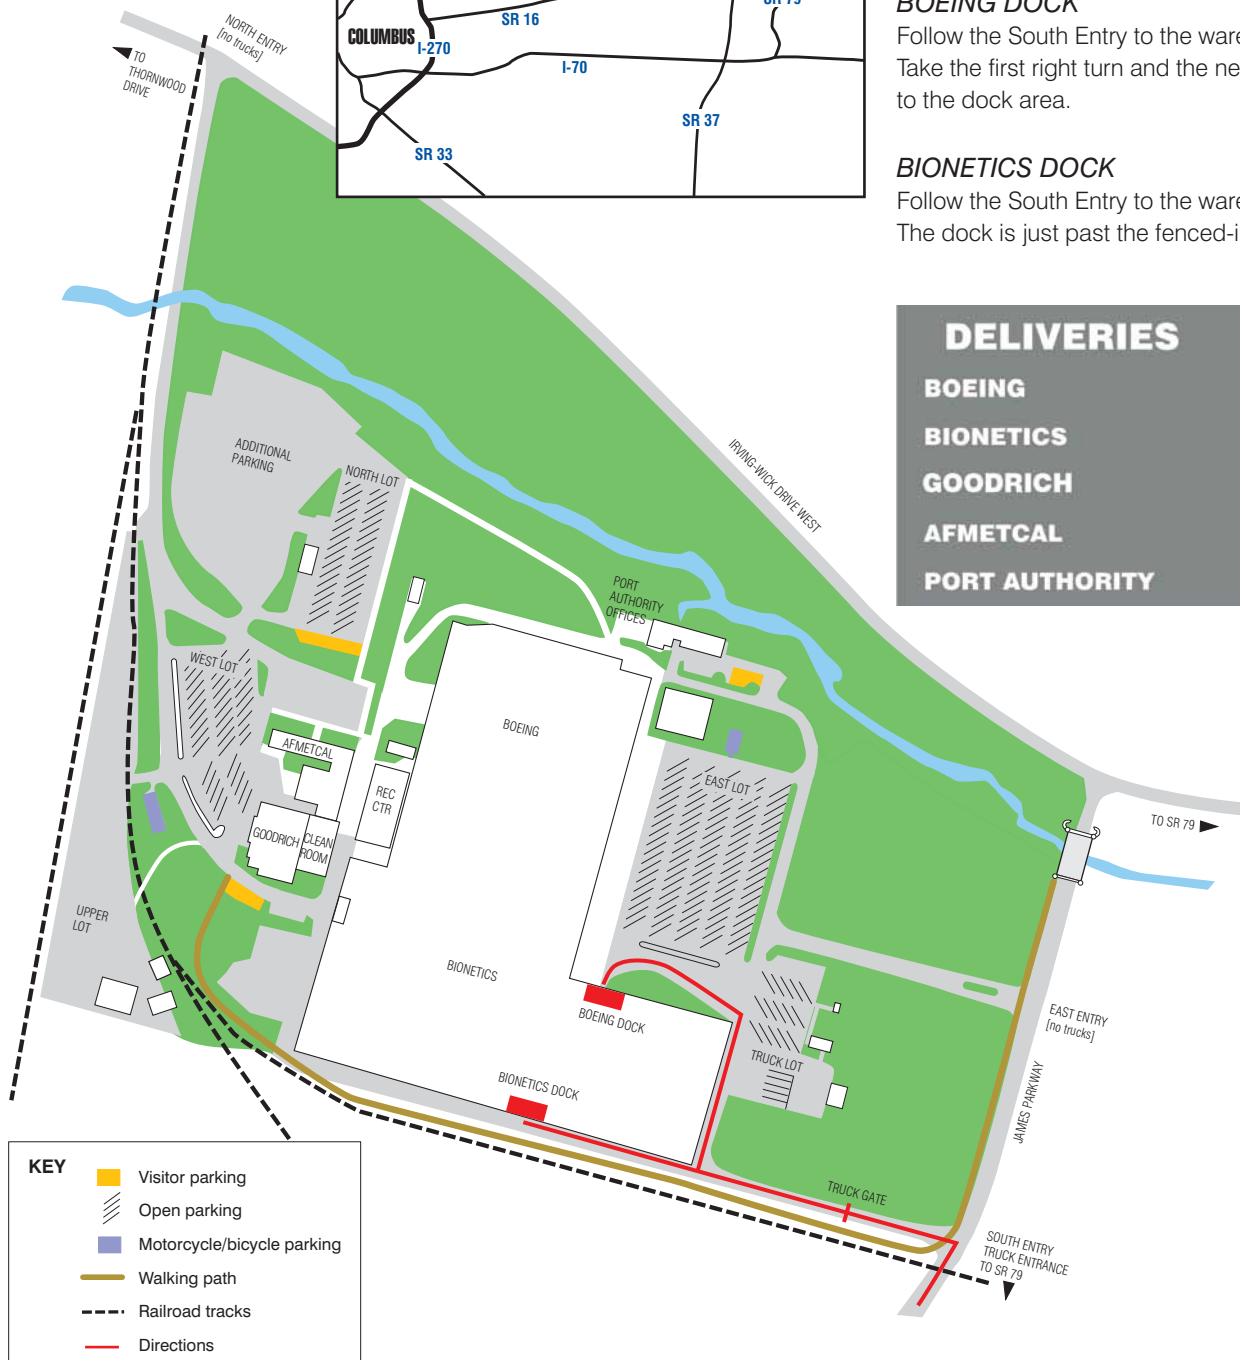 SR 79
SR 16
COLUMBUS
I-270
I-70
SR 37
SR 33
BOEING DOCK
Follow the South Entry to the
Take the first right turn and the
to the dock area.
BIONETICS DOCK
Follow the South Entry to the
The dock is just past the
DELIVERIES
BOEING
BIONETICS
GOODRICH
AFMETCAL
PORT AUTHORITY
NORTH ENTRY
[no trucks]
TO
THORNWOOD
DRIVE
ADDITIONAL
PARKING
NORTH LOT
IRVING-WICK DRIVE WEST
PORT
AUTHORITY
OFFICES
WEST LOT
BOEING
AFMETCAL
EAST LOT
REC
CTR
TO SR 79
GOODRICH
CLEAN
ROOM
UPPER
LOT
BIONETICS
BOEING DOCK
EAST ENTRY
[no trucks]
TRUCK LOT
JAMES PARKWAY
BIONETICS DOCK
TRUCK GATE
SOUTH ENTRY
TRUCK ENTRANCE
TO SR 79
KEY
Visitor parking
Open parking
Motorcycle/bicycle parking
Walking path
Railroad tracks
Directions